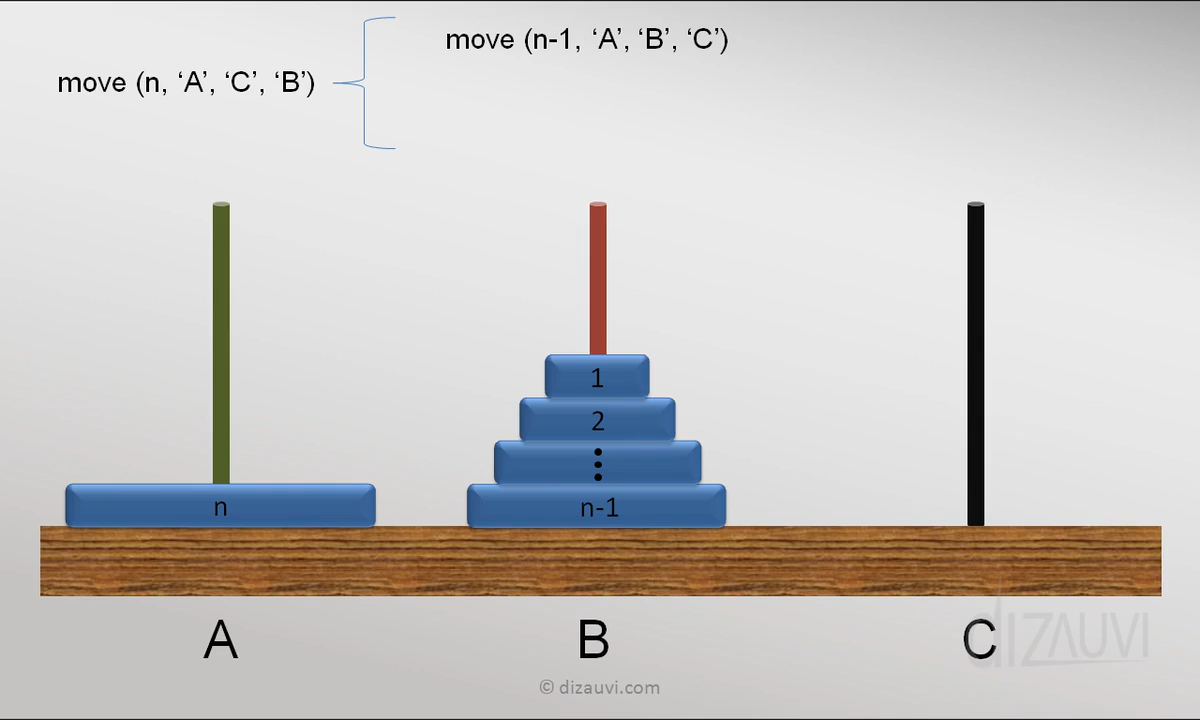 move (n-1, ‘A’, ‘B’, ‘C’)
move (n, ‘A’, ‘C’, ‘B’)
1
2
n
n-1
A
B
C
dizauvi
© dizauvi.com